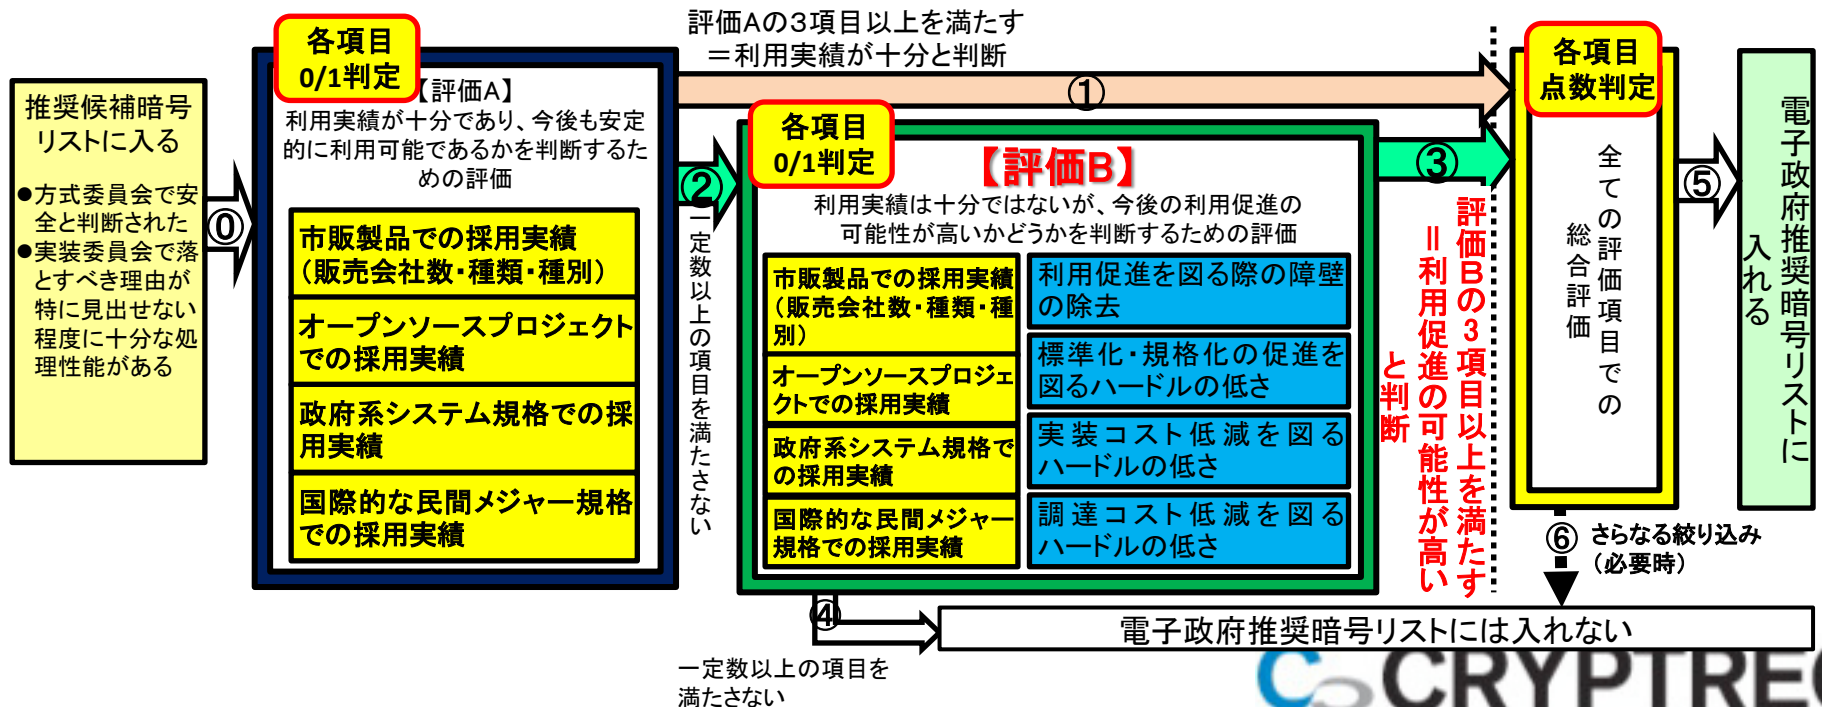 推奨候補暗号
リストに入る
●方式委員会で安
全と判断された
●実装委員会で落
とすべき理由が
特に見出せない
程度に十分な処
理性能がある
⓪
各項目
0/1判定
【評価A】
利用実績が十分であり、今後も安定
的に利用可能であるかを判断するた
めの評価
市販製品での採用実績
（販売会社数・種類・種別）
オープンソースプロジェクト
での採用実績
政府系システム規格での採
用実績
国際的な民間メジャー規格
での採用実績
評価Aの3項目以上を満たす
＝利用実績が十分と判断
①
②
一定数以上の項目を満たさない
各項目
0/1判定
【評価B】
利用実績は十分ではないが、今後の利用促進の
可能性が高いかどうかを判断するための評価
市販製品での採用実績
（販売会社数・種類・種
別）
オープンソースプロジェ
クトでの採用実績
政府系システム規格で
の採用実績
国際的な民間メジャー
規格での採用実績
利用促進を図る際の障壁
の除去
標準化・規格化の促進を
図るハードルの低さ
実装コスト低減を図る
ハードルの低さ
調達コスト低減を図る
ハードルの低さ
③
評価Bの3項目以上を満たす
＝利用促進の可能性が高い
と判断
④
一定数以上の項目を
満たさない
各項目
点数判定
全ての評価項目での
総合評価
⑤
電子政府推奨暗号リストに
入れる
⑥
さらなる絞り込み
（必要時）
電子政府推奨暗号リストには入れない
CRYPTREC